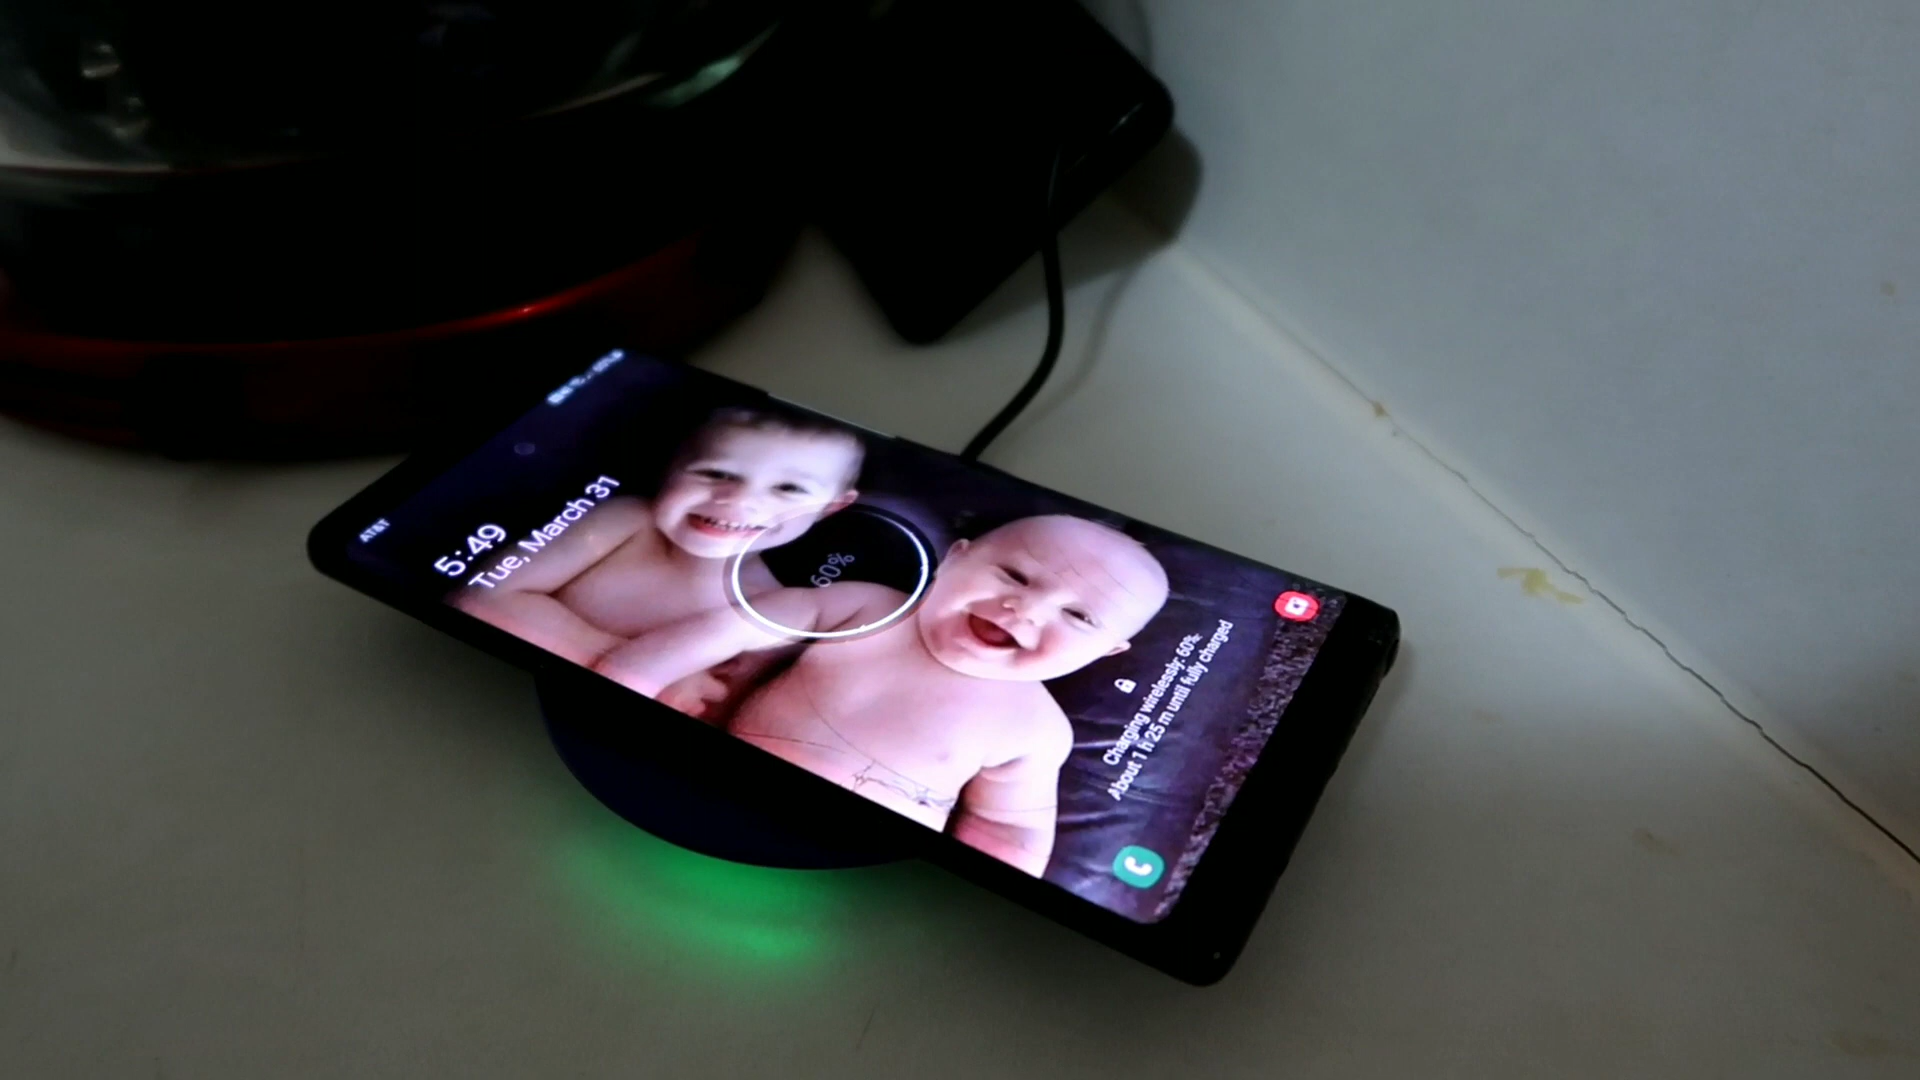 AT&T
5:49
Tue, March 31
60%
Charging wirelessly: 60%
About 1 h 25 m until fully charged